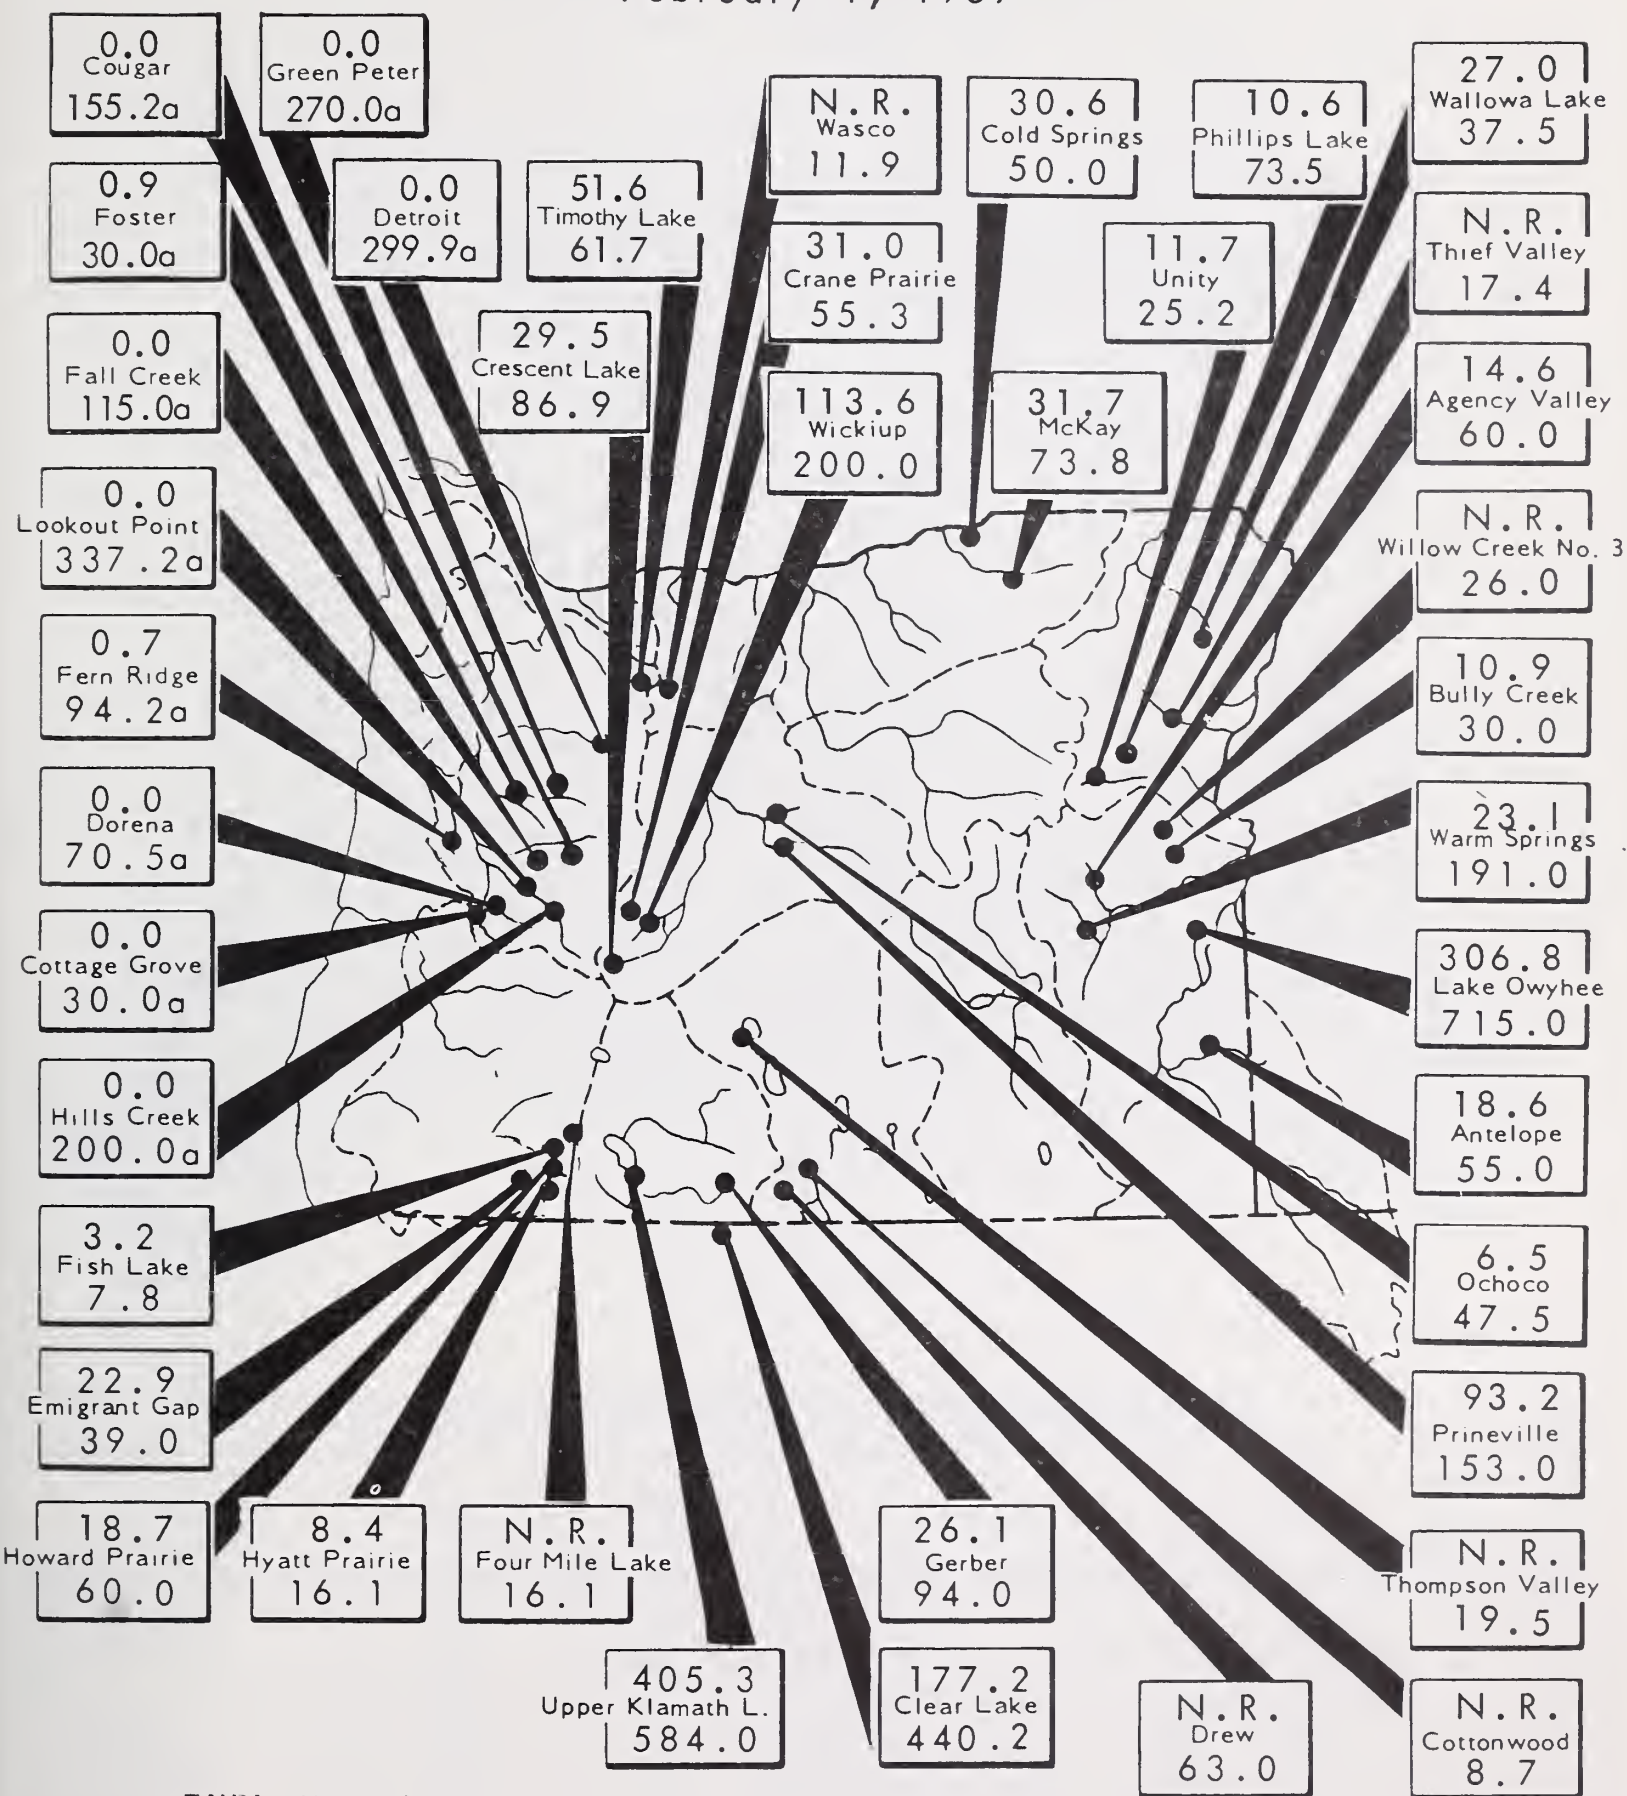 0.0
Cougar
155.2a
0.0
Green Peter
270.0a
0.9
Foster
30.0a
0.0
Detroit
299.9a
51.6
Timothy Lake
61.7
N.R.
Wasco
11.9
30.6
Cold Springs
50.0
10.6
Phillips Lake
73.5
27.0
Wallowa Lake
37.5
31.0
Crane Prairie
55.3
11.7
Unity
25.2
N.R.
Thief Valley
17.4
0.0
Fall Creek
115.0a
29.5
Crescent Lake
86.9
113.6
Wickiup
200.0
31.7
McKay
73.8
14.6
Agency Valley
60.0
0.0
Lookout Point
337.2a
N.R.
Willow Creek No. 3
26.0
0.7
Fern Ridge
94.2a
10.9
Bully Creek
30.0
0.0
Dorena
70.5a
23.1
Warm Springs
191.0
0.0
Cottage Grove
30.0a
306.8
Lake Owyhee
715.0
0.0
Hills Creek
200.0a
18.6
Antelope
55.0
3.2
Fish Lake
7.8
6.5
Ochoco
47.5
22.9
Emigrant Gap
39.0
93.2
Prineville
153.0
18.7
Howard Prairie
60.0
8.4
Hyatt Prairie
16.1
N.R.
Four Mile Lake
16.1
26.1
Gerber
94.0
N.R.
Thompson Valley
19.5
405.3
Upper Klamath L.
584.0
177.2
Clear Lake
440.2
N.R.
Drew
63.0
N.R.
Cottonwood
8.7